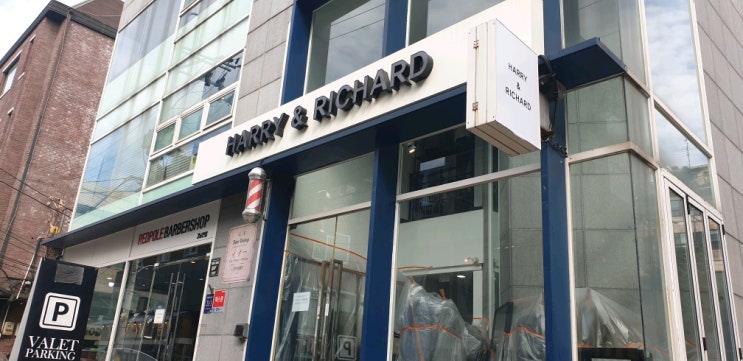 HARRY & RICHARD
HARRY
&
RICHARD
REDPOLE BARBERSHOP
P
VALET
PARKING